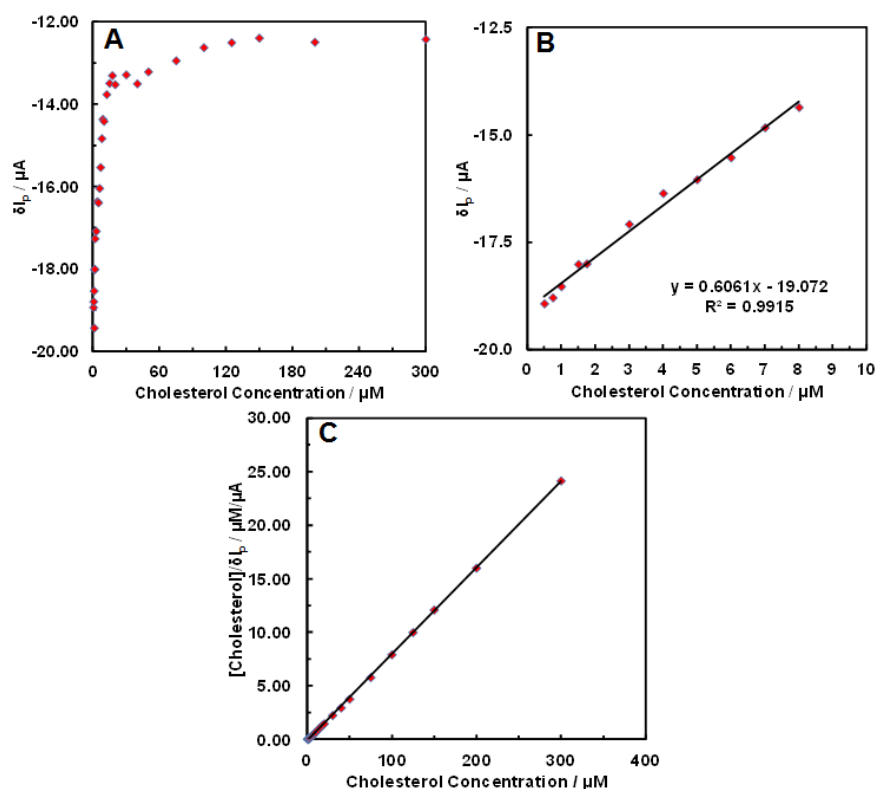 A
-12.00
-14.00
-16.00
-18.00
-20.00
δIp / µA
0 60 120 180 240 300
Cholesterol Concentration / µM
B
-12.5
-15.0
-17.5
-20.0
δIp / µA
y = 0.6061x - 19.072
R² = 0.9915
0 1 2 3 4 5 6 7 8 9 10
Cholesterol Concentration / µM
C
30.00
25.00
20.00
15.00
10.00
5.00
0.00
[Cholesterol]/δIp / µM/µA
0 100 200 300 400
Cholesterol Concentration / µM